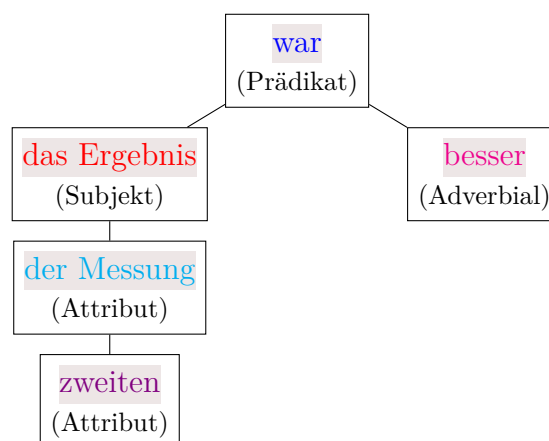 war
(Prädikat)
das Ergebnis
(Subjekt)
besser
(Adverbial)
der Messung
(Attribut)
zweiten
(Attribut)